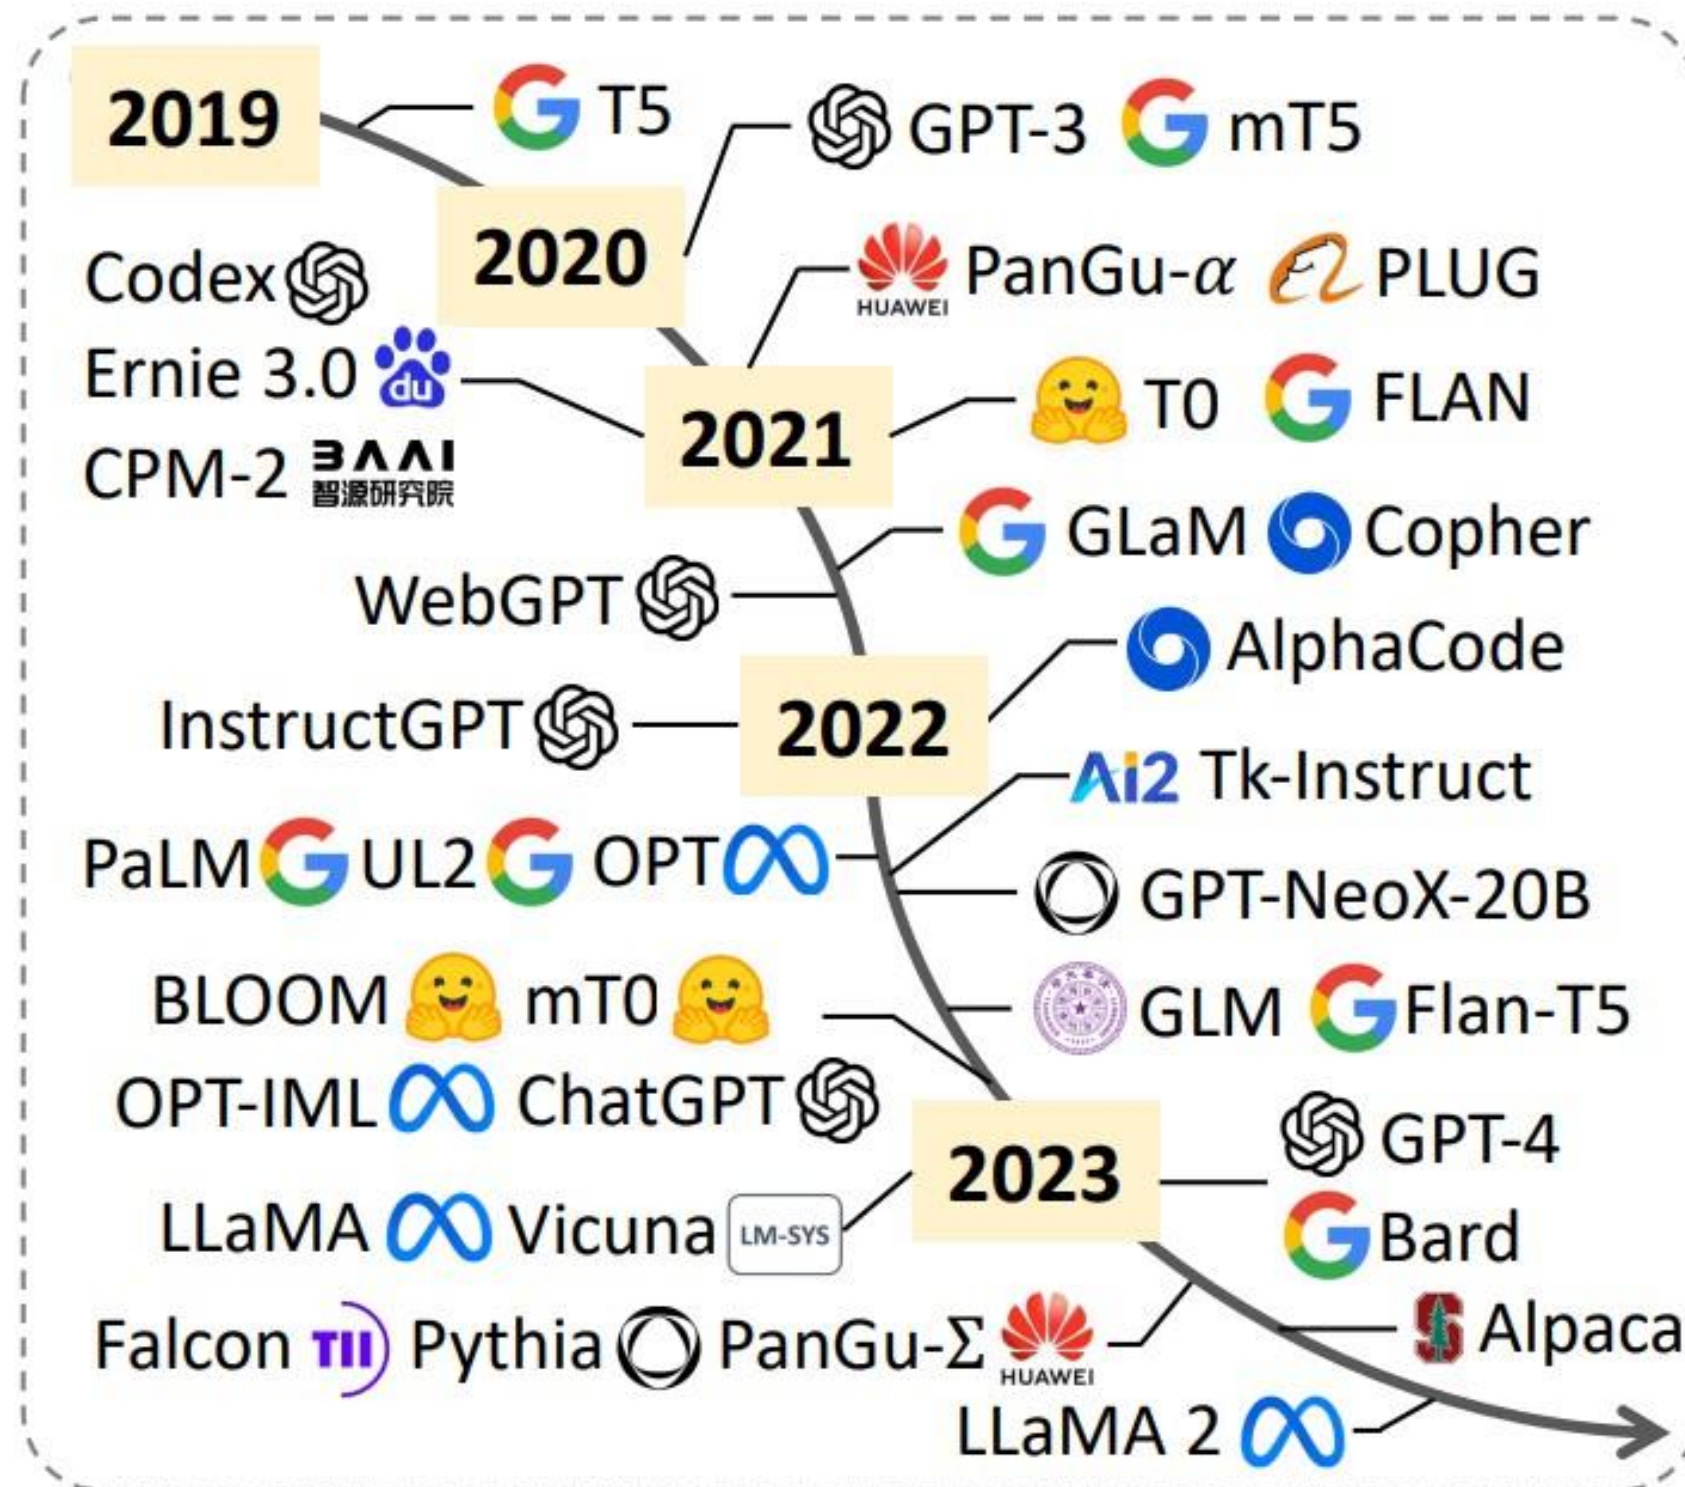 2019
T5
GPT-3 mT5
2020
Codex
PanGu-α PLUG
HUAWEI
Ernie 3.0 du
2021
T0 FLAN
CPM-2 BAAI
智源研究院
GLaM Copher
WebGPT
AlphaCode
InstructGPT
2022
Ai2 Tk-Instruct
PaLM UL2 OPT
GPT-NeoX-20B
BLOOM mT0
GLM Flan-T5
OPT-IML ChatGPT
GPT-4
2023
LLaMA Vicuna LM-SYS
Bard
Falcon TII Pythia PanGu-Σ
HUAWEI
S Alpaca
LLaMA 2